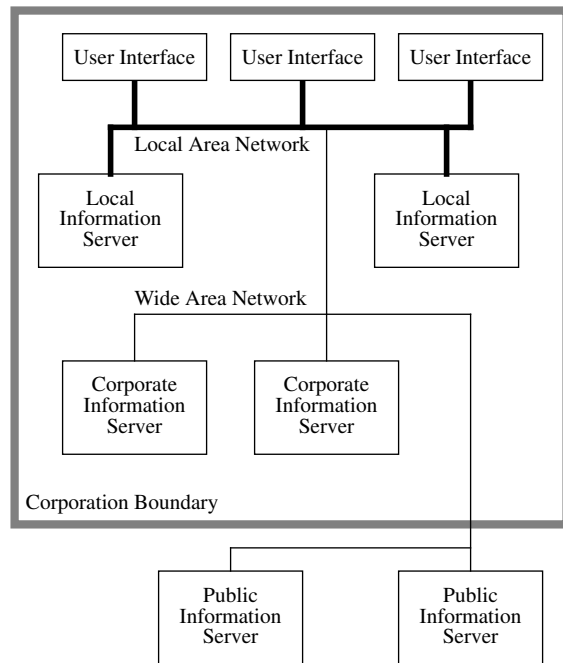 User Interface
User Interface
User Interface
Local Area Network
Local
Information
Server
Local
Information
Server
Wide Area Network
Corporate
Information
Server
Corporate
Information
Server
Corporation Boundary
Public
Information
Server
Public
Information
Server